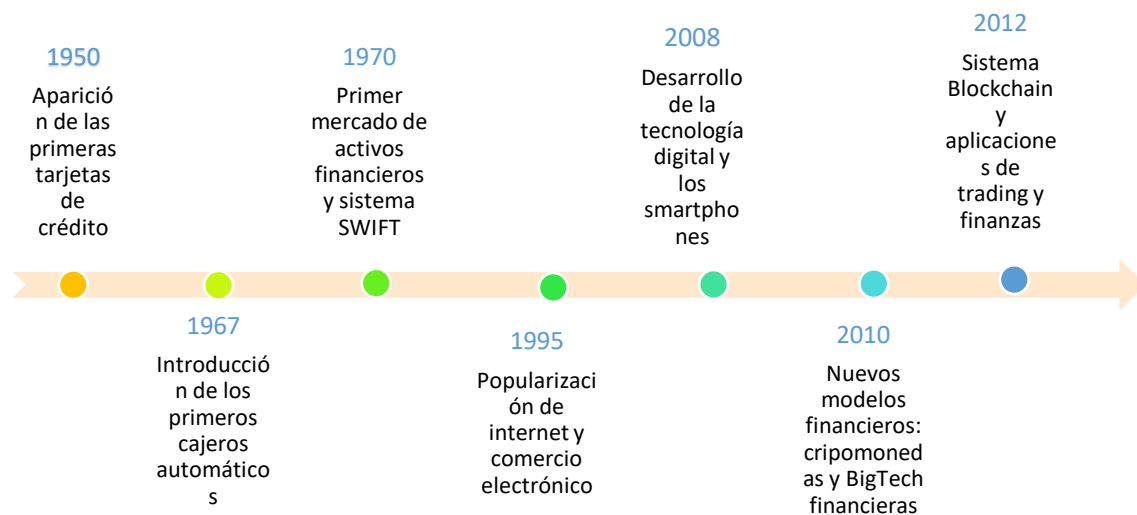 1950
Aparició
n de las
primeras
tarjetas
de
crédito
1967
Introducció
n de los
primeros
cajeros
automático
s
1970
Primer
mercado de
activos
financieros
y sistema
SWIFT
1995
Popularizaci
ón de
internet y
comercio
electrónico
2008
Desarrollo
de la
tecnología
digital y
los
smartpho
nes
2010
Nuevos
modelos
financieros:
cripomoned
as y BigTech
financieras
2012
Sistema
Blockchain
y
aplicacione
s de
trading y
finanzas